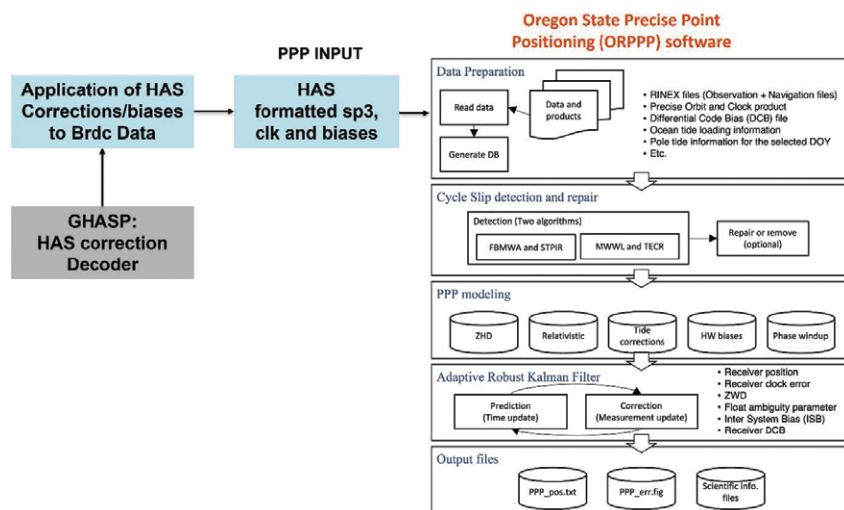 Oregon State Precise Point
Positioning (ORPPP) software
PPP INPUT
Application of HAS
Corrections/biases
to Brdc Data
HAS
formatted sp3,
clk and biases
GHASP:
HAS correction
Decoder
Data Preparation
Read data
Data and
products
Generate DB
• RINEX files (Observation + Navigation files)
• Precise Orbit and Clock product
• Differential Code Bias (DCB) file
• Ocean tide loading information
• Pole tide information for the selected DOY
• Etc.
Cycle Slip detection and repair
Detection (Two algorithms)
FBMWA and STPIR
MWWL and TECR
Repair or remove
(optional)
PPP modeling
ZHD
Relativistic
Tide
corrections
HW biases
Phase windup
Adaptive Robust Kalman Filter
Prediction
(Time update)
Correction
(Measurement update)
• Receiver position
• Receiver clock error
• ZWD
• Float ambiguity parameter
• Inter System Bias (ISB)
• Receiver DCB
Output files
PPP_pos.txt
PPP_err.fig
Scientific info.
files